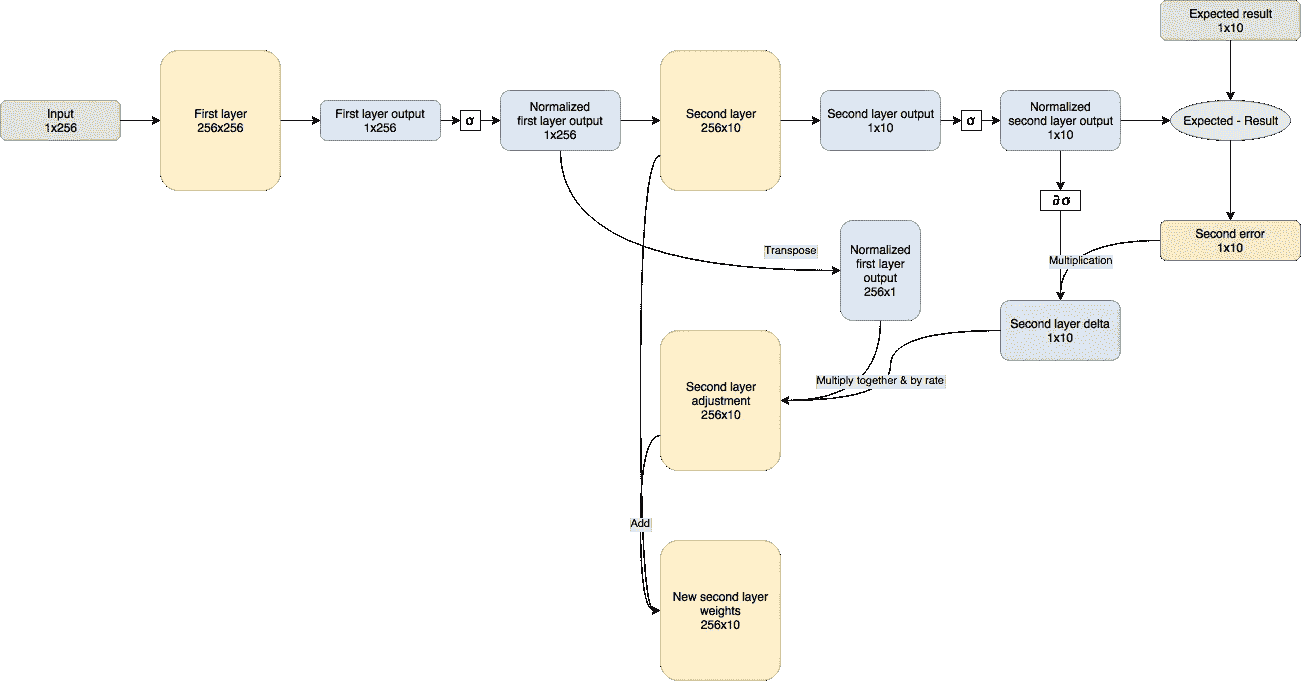 Expected result
1x10
Input
1x256
First layer
256x256
First layer output
1x256
σ
Normalized
first layer output
1x256
Second layer
256x10
Second layer output
1x10
σ
Normalized
second layer output
1x10
Expected - Result
∂σ
Second error
1x10
Transpose
Normalized
first layer
output
256x1
Multiplication
Second layer delta
1x10
Multiply together & by rate
Second layer
adjustment
256x10
Add
New second layer
weights
256x10